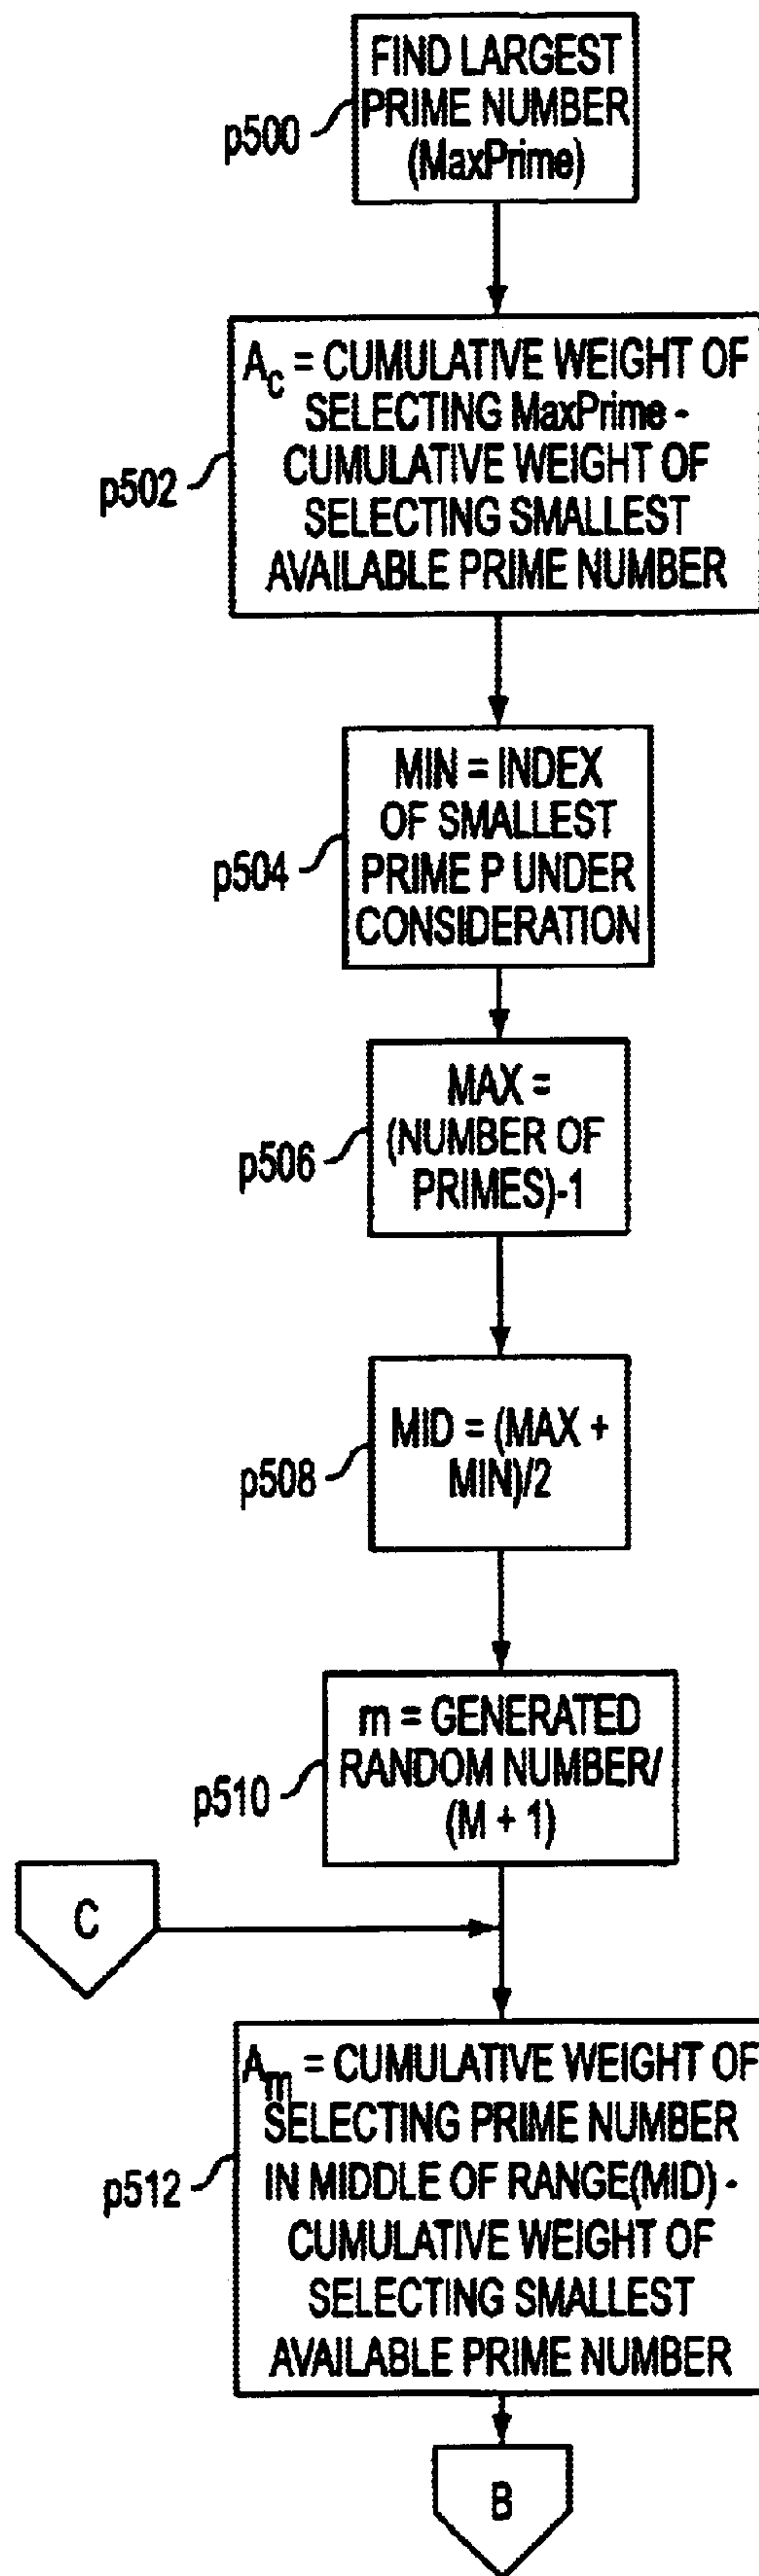 FIND LARGEST
PRIME NUMBER
(MaxPrime)
p500
A_c = CUMULATIVE WEIGHT OF
SELECTING MaxPrime -
CUMULATIVE WEIGHT OF
SELECTING SMALLEST
AVAILABLE PRIME NUMBER
p502
MIN = INDEX
OF SMALLEST
PRIME P UNDER
CONSIDERATION
p504
MAX =
(NUMBER OF
PRIMES)-1
p506
MID = (MAX +
MIN)/2
p508
m = GENERATED
RANDOM NUMBER/
(M + 1)
p510
C
A_m = CUMULATIVE WEIGHT OF
SELECTING PRIME NUMBER
IN MIDDLE OF RANGE(MID) -
CUMULATIVE WEIGHT OF
SELECTING SMALLEST
AVAILABLE PRIME NUMBER
p512
B